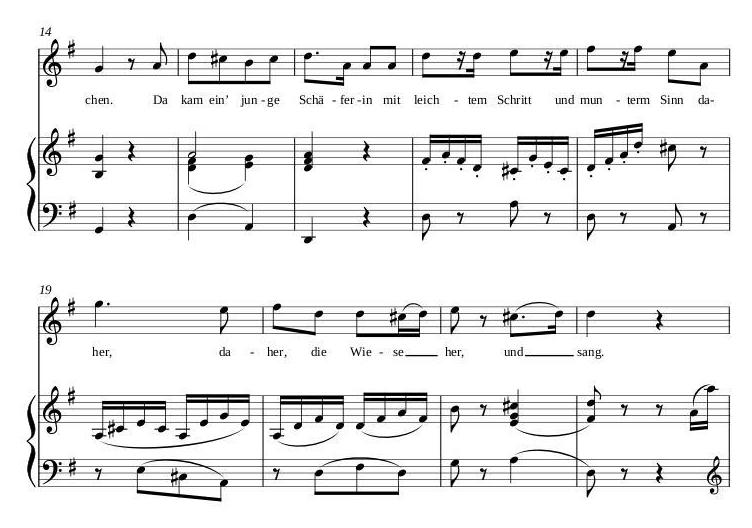 14
chen. Da kam ein’ jun - ge Schä - fer - in mit leich - tem Schritt und mun - term Sinn da-
19
her, da - her, die Wie - se her, und sang.